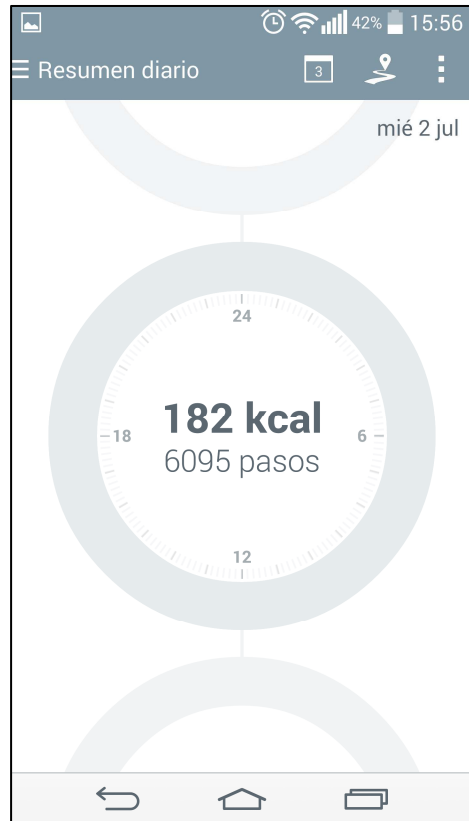 42% 15:56
Resumen diario 3
mié 2 jul
24
182 kcal
18 6
6095 pasos
12